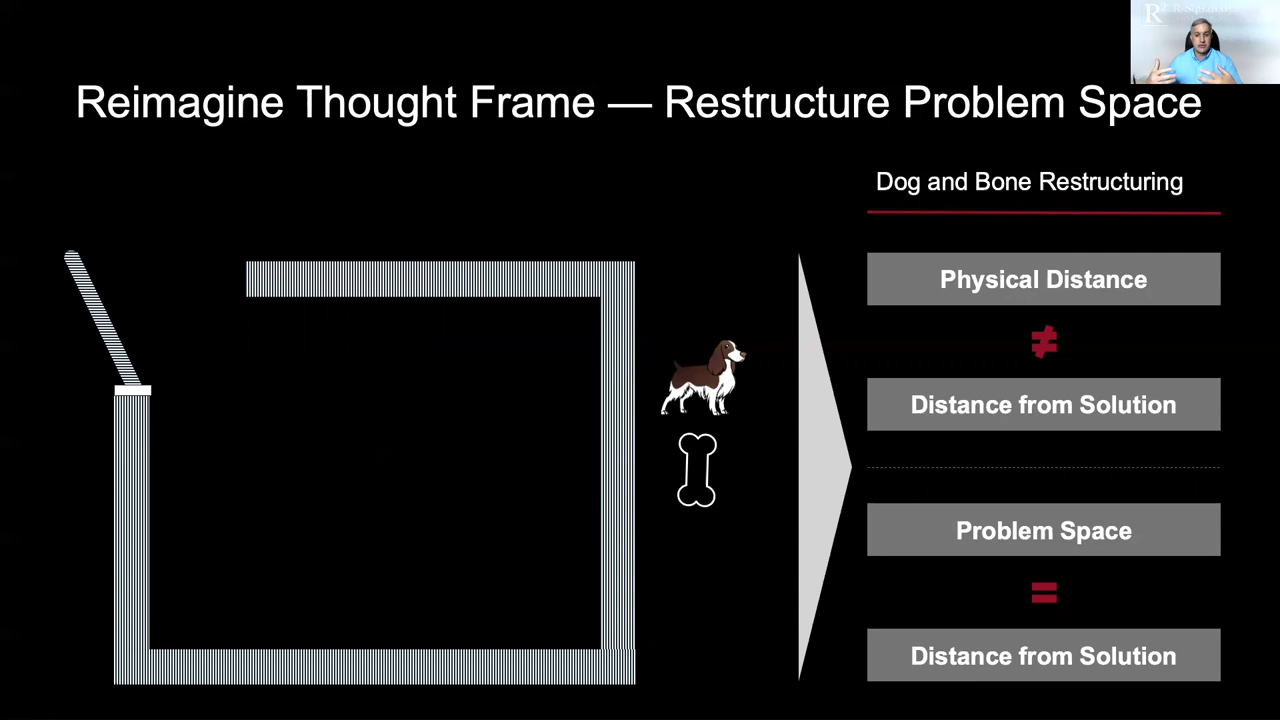 Reimagine Thought Frame — Restructure Problem Space
Dog and Bone Restructuring
Physical Distance
≠
Distance from Solution
Problem Space
=
Distance from Solution